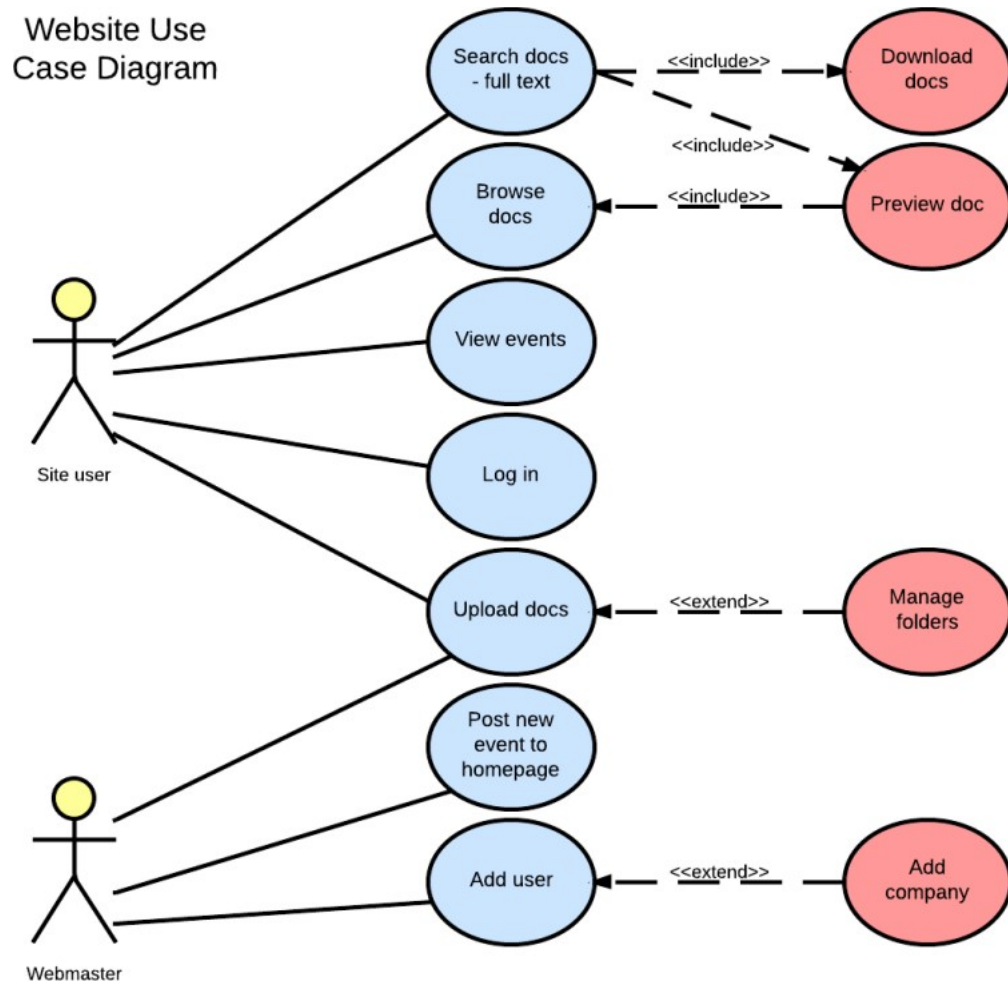 Website Use
Case Diagram
Search docs
- full text
<<include>>
Download
docs
<<include>>
Browse
docs
<<include>>
Preview doc
View events
Site user
Log in
Upload docs
<<extend>>
Manage
folders
Post new
event to
homepage
Add user
<<extend>>
Add
company
Webmaster